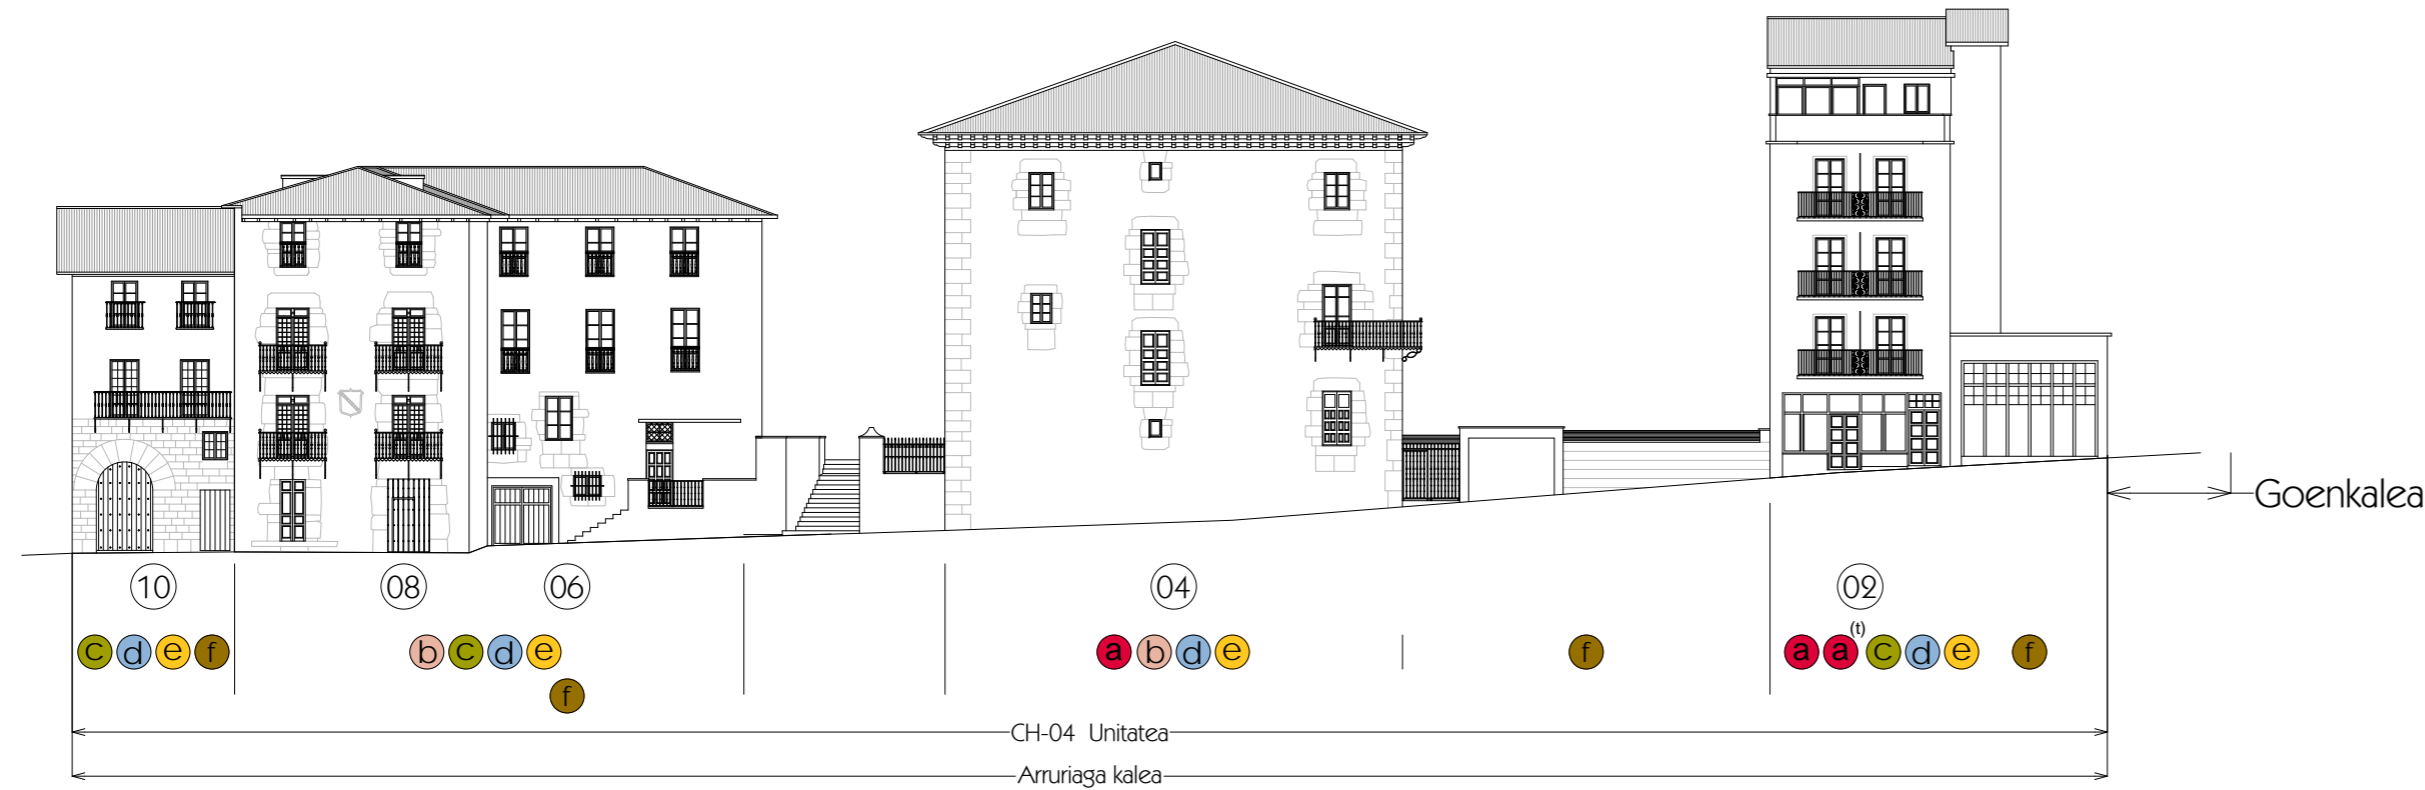 Goenkalea
10 08 06 04 02
c d e f b c d e a b d e f a a (t) c d e f
f
CH-04 Unitatea
Arruriaga kalea